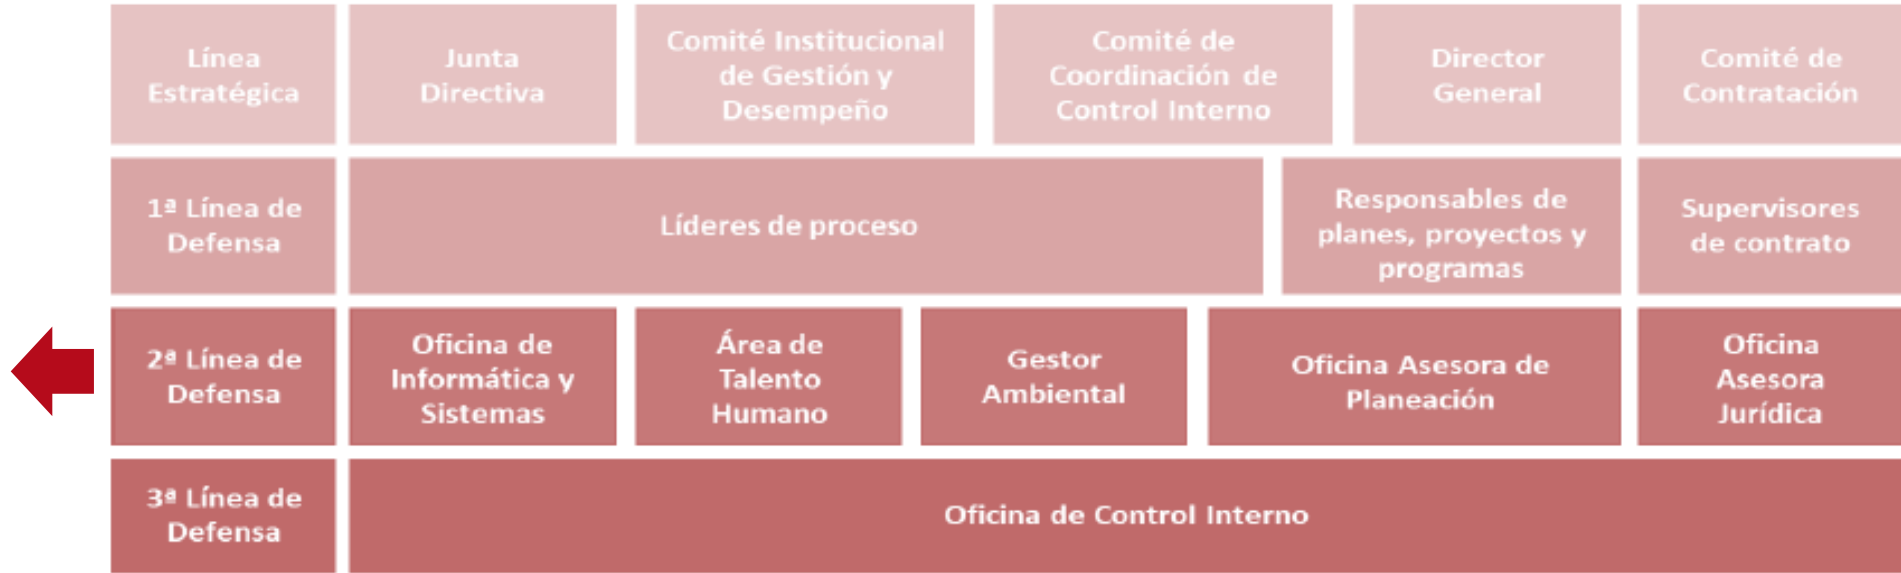 Línea
Estratégica
Junta
Directiva
Comité Institucional
de Gestión y
Desempeño
Comité de
Coordinación de
Control Interno
Director
General
Comité de
Contratación
1ª Línea de
Defensa
Líderes de proceso
Responsables de
planes, proyectos y
programas
Supervisores
de contrato
2ª Línea de
Defensa
Oficina de
Informática y
Sistemas
Área de
Talento
Humano
Gestor
Ambiental
Oficina Asesora de
Planeación
Oficina
Asesora
Jurídica
3ª Línea de
Defensa
Oficina de Control Interno